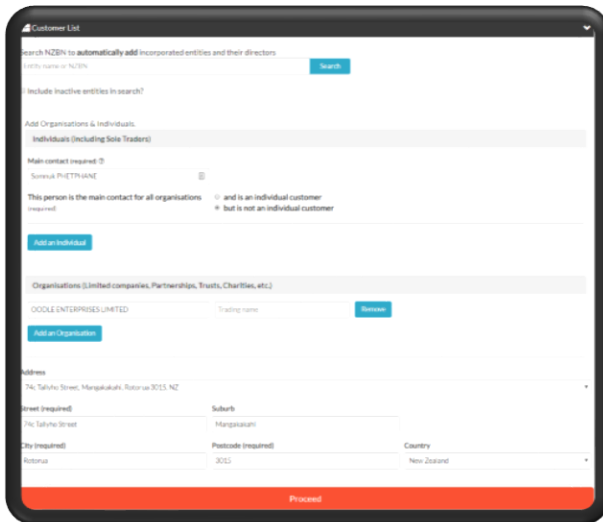 Customer List
Search NZBN to automatically add incorporated entities and their directors
Entity name or NZBN
Search
Include inactive entities in search?
Add Organisations & Individuals.
Individuals (including Sole Traders)
Main contact (required)
Somnuk PHETPHANE
This person is the main contact for all organisations (required)
and is an individual customer
but is not an individual customer
Add an Individual
Organisations (Limited companies, Partnerships, Trusts, Charities, etc.)
OODLE ENTERPRISES LIMITED Trading name Remove
Add an Organisation
Address
74c Tallyho Street, Mangakakahi, Rotorua 3015, NZ
Street (required) Suburb
74c Tallyho Street Mangakakahi
City (required) Postcode (required) Country
Rotorua 3015 New Zealand
Proceed